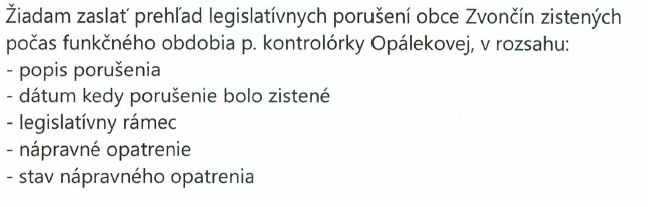 Žiadam zaslať prehľad legislatívnych porušení obce Zvončín zistených
počas funkčného obdobia p. kontrolórky Opálekovej, v rozsahu:
- popis porušenia
- dátum kedy porušenie bolo zistené
- legislatívny rámec
- nápravné opatrenie
- stav nápravného opatrenia